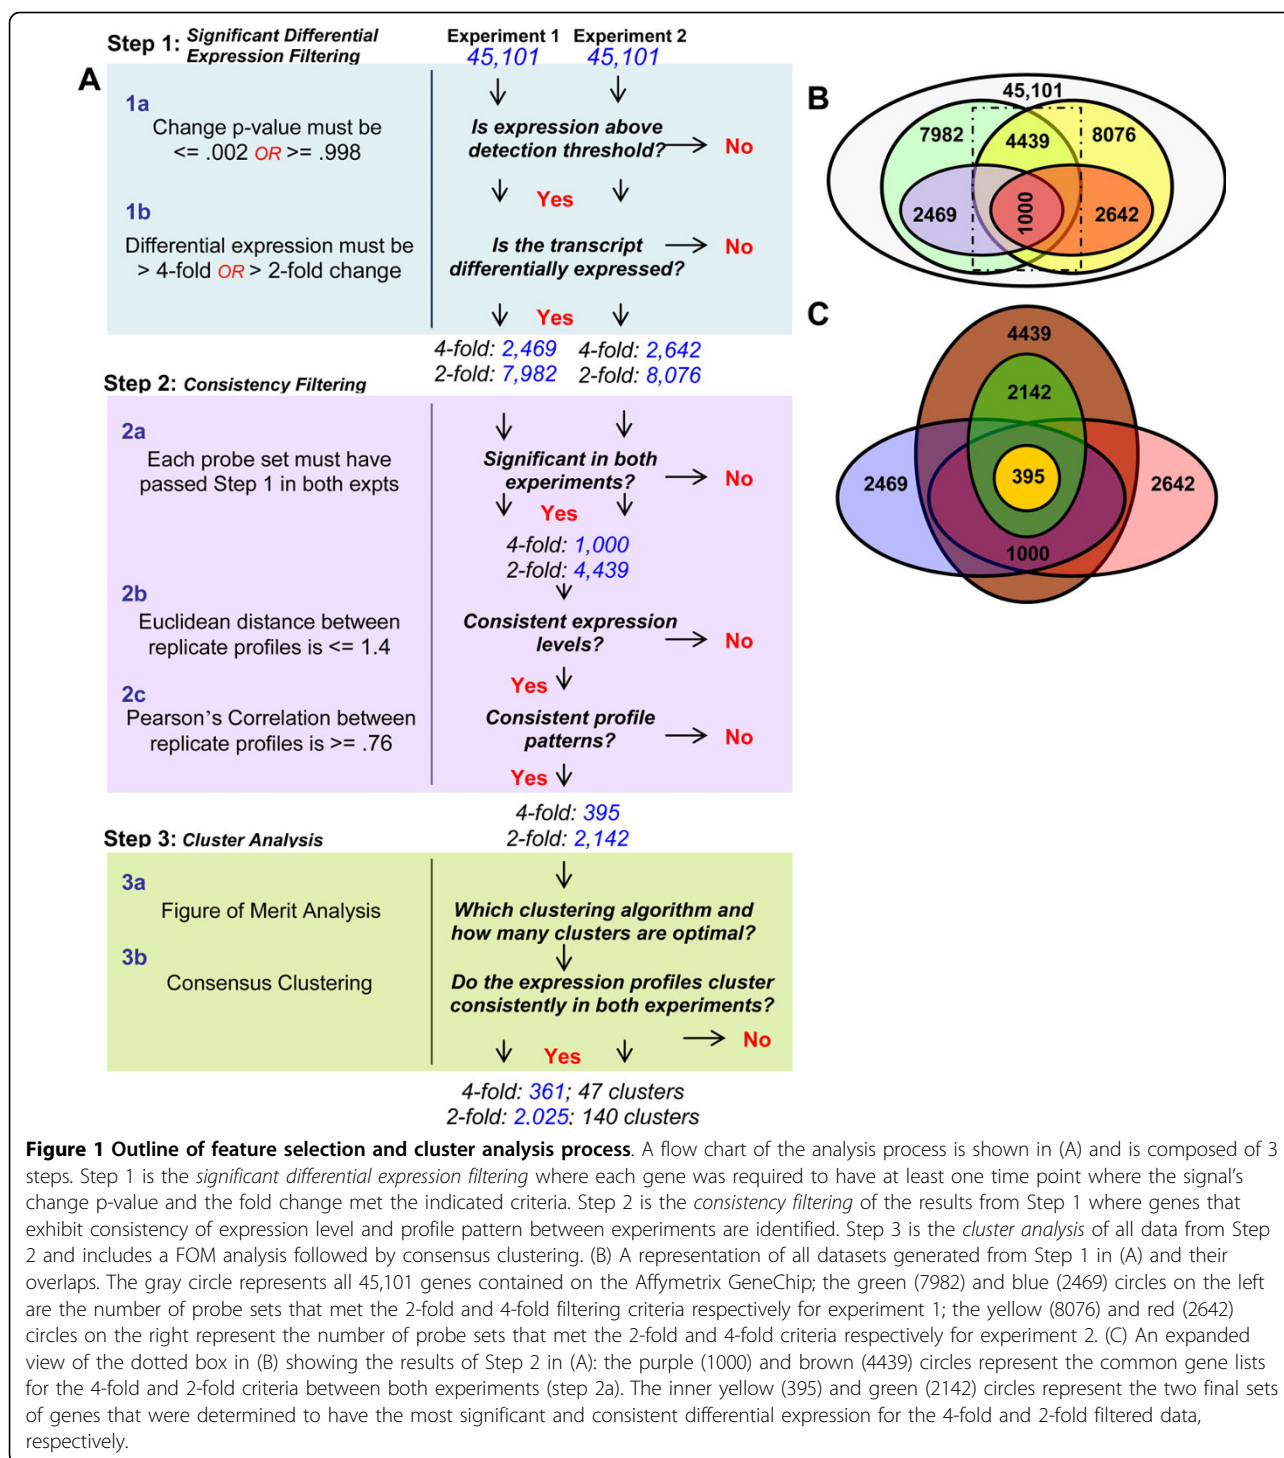 Step 1: Significant Differential
Expression Filtering
Experiment 1 Experiment 2
45,101 45,101
A
1a
Change p-value must be
<= .002 OR >= .998
Is expression above
detection threshold? No
Yes
1b
Differential expression must be
> 4-fold OR > 2-fold change
Is the transcript
differentially expressed? No
Yes
4-fold: 2,469 4-fold: 2,642
2-fold: 7,982 2-fold: 8,076
Step 2: Consistency Filtering
2a
Each probe set must have
passed Step 1 in both expts
Significant in both
experiments? No
Yes
4-fold: 1,000
2-fold: 4,439
2b
Euclidean distance between
replicate profiles is <= 1.4
Consistent expression
levels? No
Yes
2c
Pearson's Correlation between
replicate profiles is >= .76
Consistent profile
patterns? No
Yes
4-fold: 395
2-fold: 2,142
Step 3: Cluster Analysis
3a
Figure of Merit Analysis
Which clustering algorithm and
how many clusters are optimal?
3b
Consensus Clustering
Do the expression profiles cluster
consistently in both experiments?
No
Yes
4-fold: 361; 47 clusters
2-fold: 2,025; 140 clusters
B
45,101
7982 4439 8076
2469 1000 2642
C
4439
2142
2469 395 2642
1000
Figure 1 Outline of feature selection and cluster analysis process. A flow chart of the analysis process is shown in (A) and is composed of 3
steps. Step 1 is the significant differential expression filtering where each gene was required to have at least one time point where the signal's
change p-value and the fold change met the indicated criteria. Step 2 is the consistency filtering of the results from Step 1 where genes that
exhibit consistency of expression level and profile pattern between experiments are identified. Step 3 is the cluster analysis of all data from Step
2 and includes a FOM analysis followed by consensus clustering. (B) A representation of all datasets generated from Step 1 in (A) and their
overlaps. The gray circle represents all 45,101 genes contained on the Affymetrix GeneChip; the green (7982) and blue (2469) circles on the left
are the number of probe sets that met the 2-fold and 4-fold filtering criteria respectively for experiment 1; the yellow (8076) and red (2642)
circles on the right represent the number of probe sets that met the 2-fold and 4-fold criteria respectively for experiment 2. (C) An expanded
view of the dotted box in (B) showing the results of Step 2 in (A): the purple (1000) and brown (4439) circles represent the common gene lists
for the 4-fold and 2-fold criteria between both experiments (step 2a). The inner yellow (395) and green (2142) circles represent the two final sets
of genes that were determined to have the most significant and consistent differential expression for the 4-fold and 2-fold filtered data,
respectively.